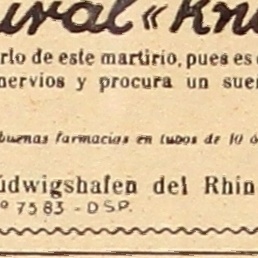 ural «Kn
rlo de este martirio, pues es
nervios y procura un sue
buenas farmacias en tubos de 10 ó
údwigshafen del Rhin
º 7583 - DSP.